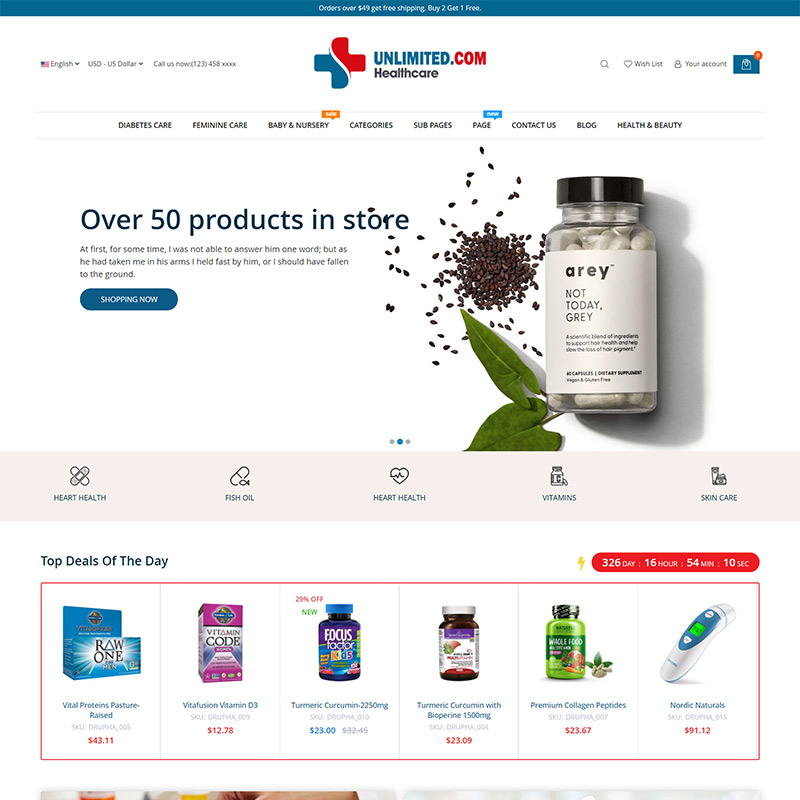 Orders over $49 get free shipping, Buy 2 Get 1 Free.
English
USD - US Dollar
Call us now:(123) 458 xxxx
UNLIMITED.COM
Healthcare
Wish List
Your account
0
sale
new
DIABETES CARE
FEMININE CARE
BABY & NURSERY
CATEGORIES
SUB PAGES
PAGE
CONTACT US
BLOG
HEALTH & BEAUTY
Over 50 products in store
At first, for some time, I was not able to answer him one word; but as
he had taken me in his arms I held fast by him, or I should have fallen
to the ground.
SHOPPING NOW
arey™
NOT
TODAY,
GREY
A scientific blend of ingredients
to support hair health and help
slow the loss of hair pigment.*
60 CAPSULES | DIETARY SUPPLEMENT
Vegan & Gluten Free
HEART HEALTH
FISH OIL
HEART HEALTH
VITAMINS
SKIN CARE
Top Deals Of The Day
326 DAY : 16 HOUR : 54 MIN : 10 SEC
RAW
ONE
MEN
Vital Proteins Pasture-
Raised
SKU: DRUPHA_005
$43.11
VITAMIN
CODE
WOMEN
Vitafusion Vitamin D3
SKU: DRUPHA_009
$12.78
29% OFF
NEW
FOCUS
factor
Kids
Turmeric Curcumin-2250mg
SKU: DRUPHA_010
$23.00 $32.45
MULTIVITAMIN
Turmeric Curcumin with
Bioperine 1500mg
SKU: DRUPHA_004
$23.09
NATURELO
WHOLE FOOD
MULTIVITAMIN
Premium Collagen Peptides
SKU: DRUPHA_007
$23.67
Nordic Naturals
SKU: DRUPHA_015
$91.12